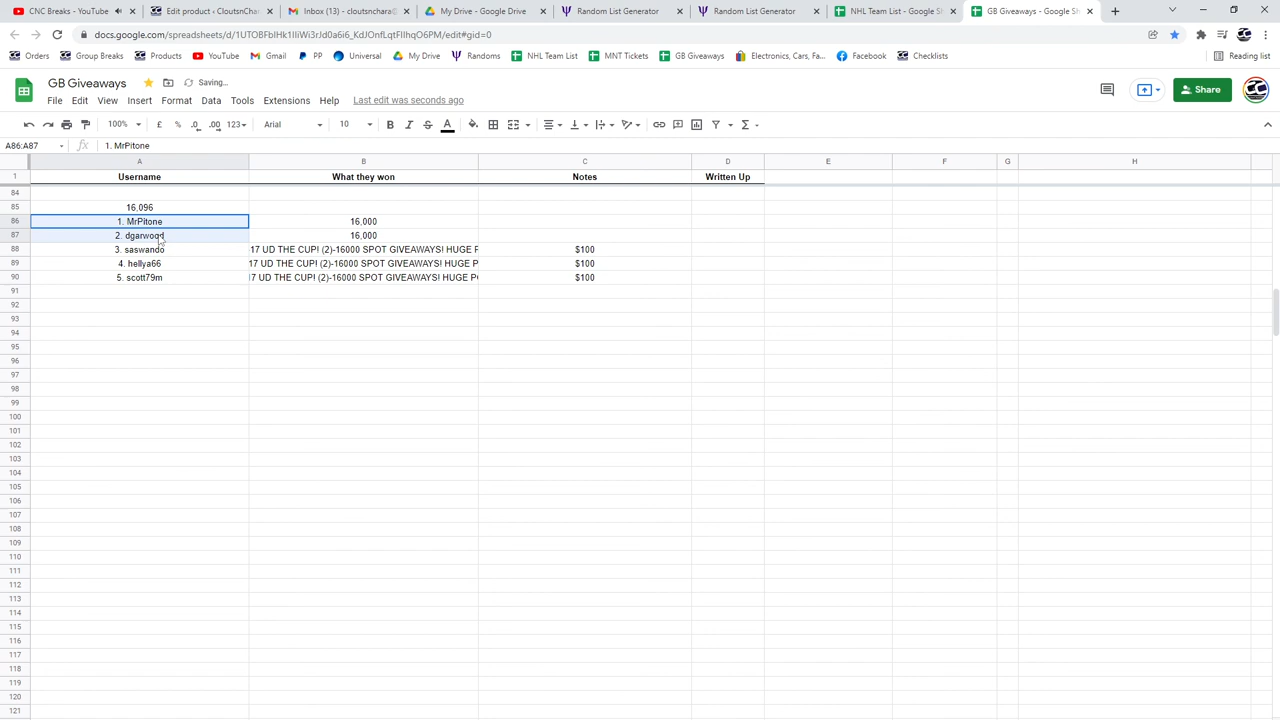 CNC Breaks - YouTube
Edit product ‹ CloutsnChara
Inbox (13) - cloutsnchara@
My Drive - Google Drive
Random List Generator
Random List Generator
NHL Team List - Google Sh
GB Giveaways - Google Sh
Orders
Group Breaks
Products
YouTube
Gmail
PP
Universal
My Drive
Randoms
NHL Team List
MNT Tickets
GB Giveaways
Electronics, Cars, Fa...
Facebook
Checklists
Reading list
GB Giveaways
Saving...
File Edit View Insert Format Data Tools Extensions Help Last edit was seconds ago
Share
100% £ % .0 .00 123 Arial 10
A86:A87 fx 1. MrPitone
A B C D E F G H
1 Username What they won Notes Written Up
84
85 16,096
86 1. MrPitone 16,000
87 2. dgarwood 16,000
88 3. saswando 17 UD THE CUP! (2)-16000 SPOT GIVEAWAYS! HUGE P $100
89 4. hellya66 17 UD THE CUP! (2)-16000 SPOT GIVEAWAYS! HUGE P $100
90 5. scott79m 17 UD THE CUP! (2)-16000 SPOT GIVEAWAYS! HUGE P $100
91
92
93
94
95
96
97
98
99
100
101
102
103
104
105
106
107
108
109
110
111
112
113
114
115
116
117
118
119
120
121